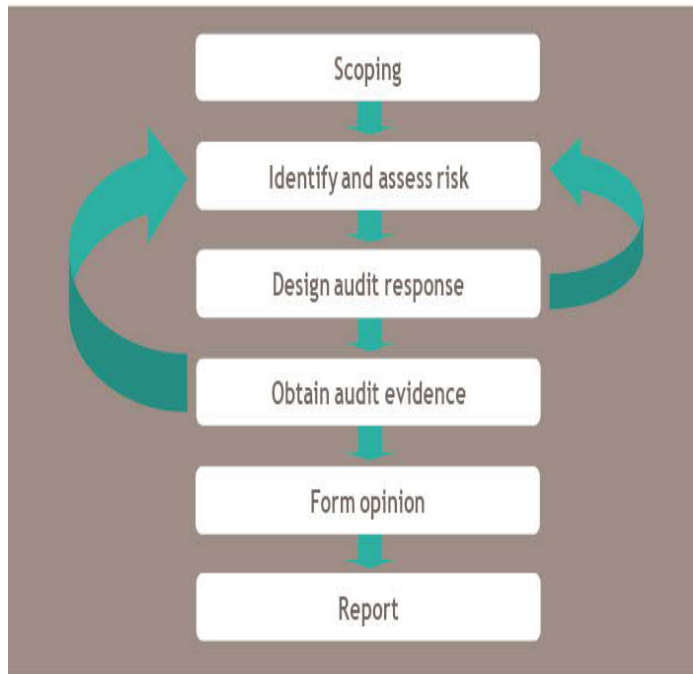 Scoping
Identify and assess risk
Design audit response
Obtain audit evidence
Form opinion
Report